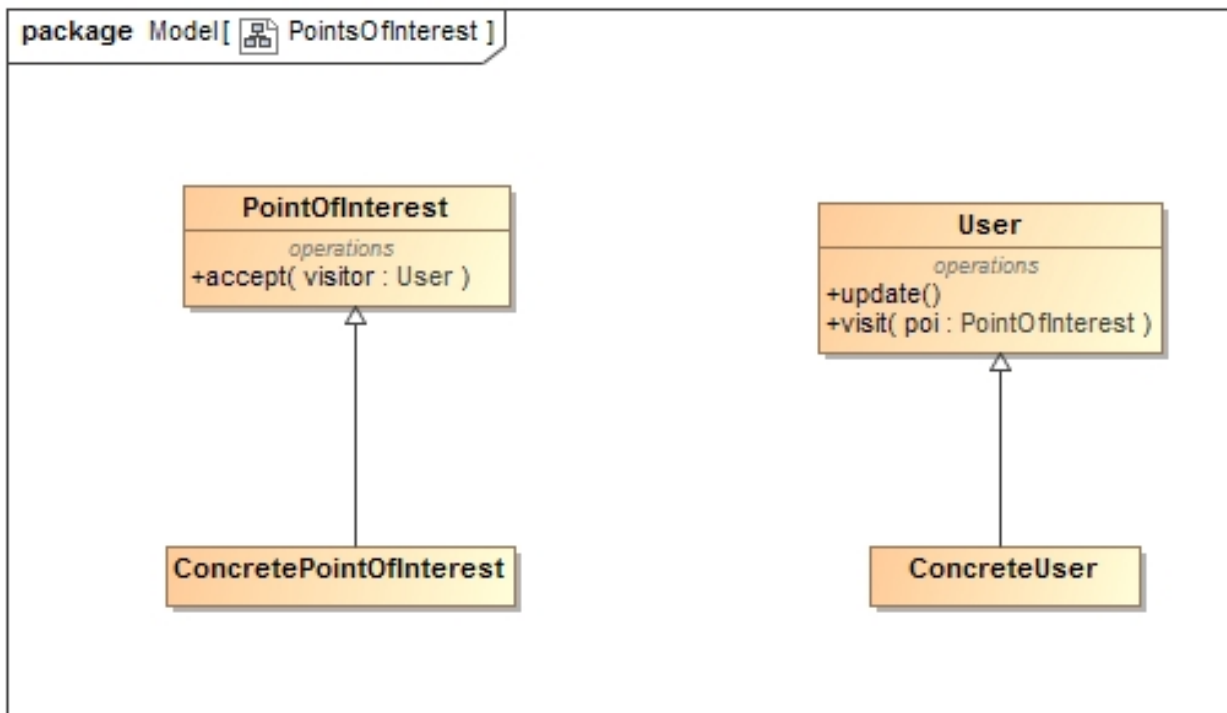 package Model[ PointsOfInterest ]
PointOfInterest
operations
+accept( visitor : User )
User
operations
+update()
+visit( poi : PointOfInterest )
ConcretePointOfInterest
ConcreteUser